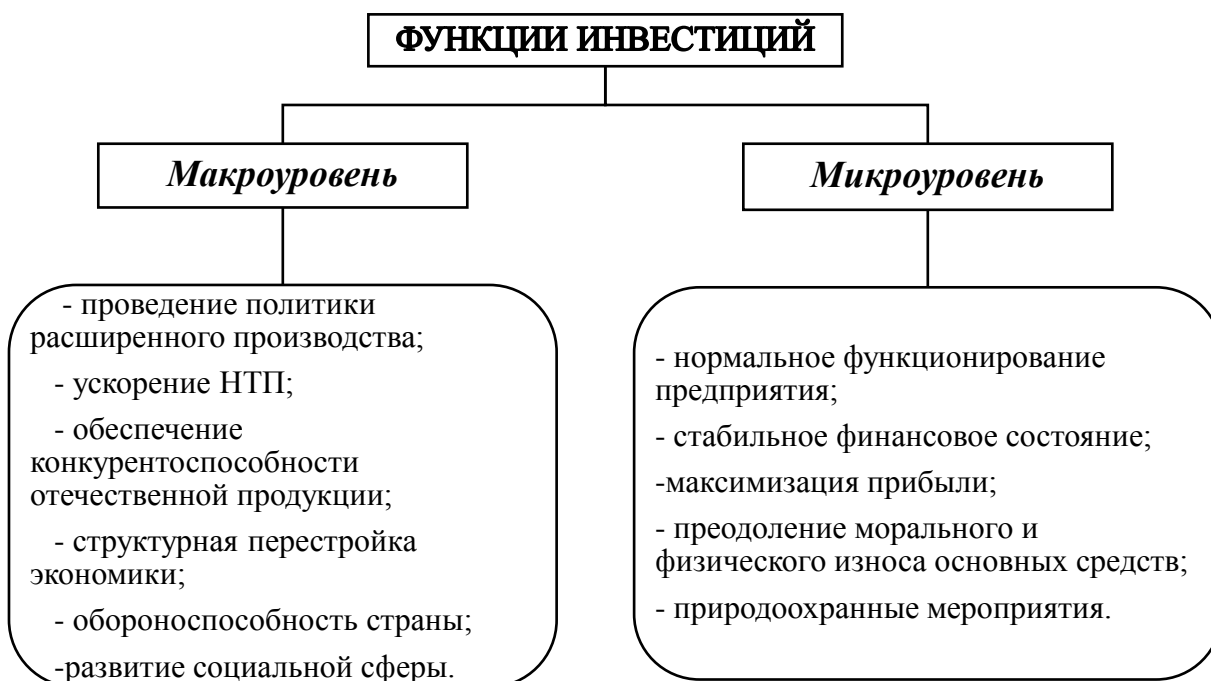 ФУНКЦИИ ИНВЕСТИЦИЙ
Макроуровень
- проведение политики
расширенного производства;
- ускорение НТП;
- обеспечение
конкурентоспособности
отечественной продукции;
- структурная перестройка
экономики;
- обороноспособность страны;
-развитие социальной сферы.
Микроуровень
- нормальное функционирование
предприятия;
- стабильное финансовое состояние;
-максимизация прибыли;
- преодоление морального и
физического износа основных средств;
- природоохранные мероприятия.